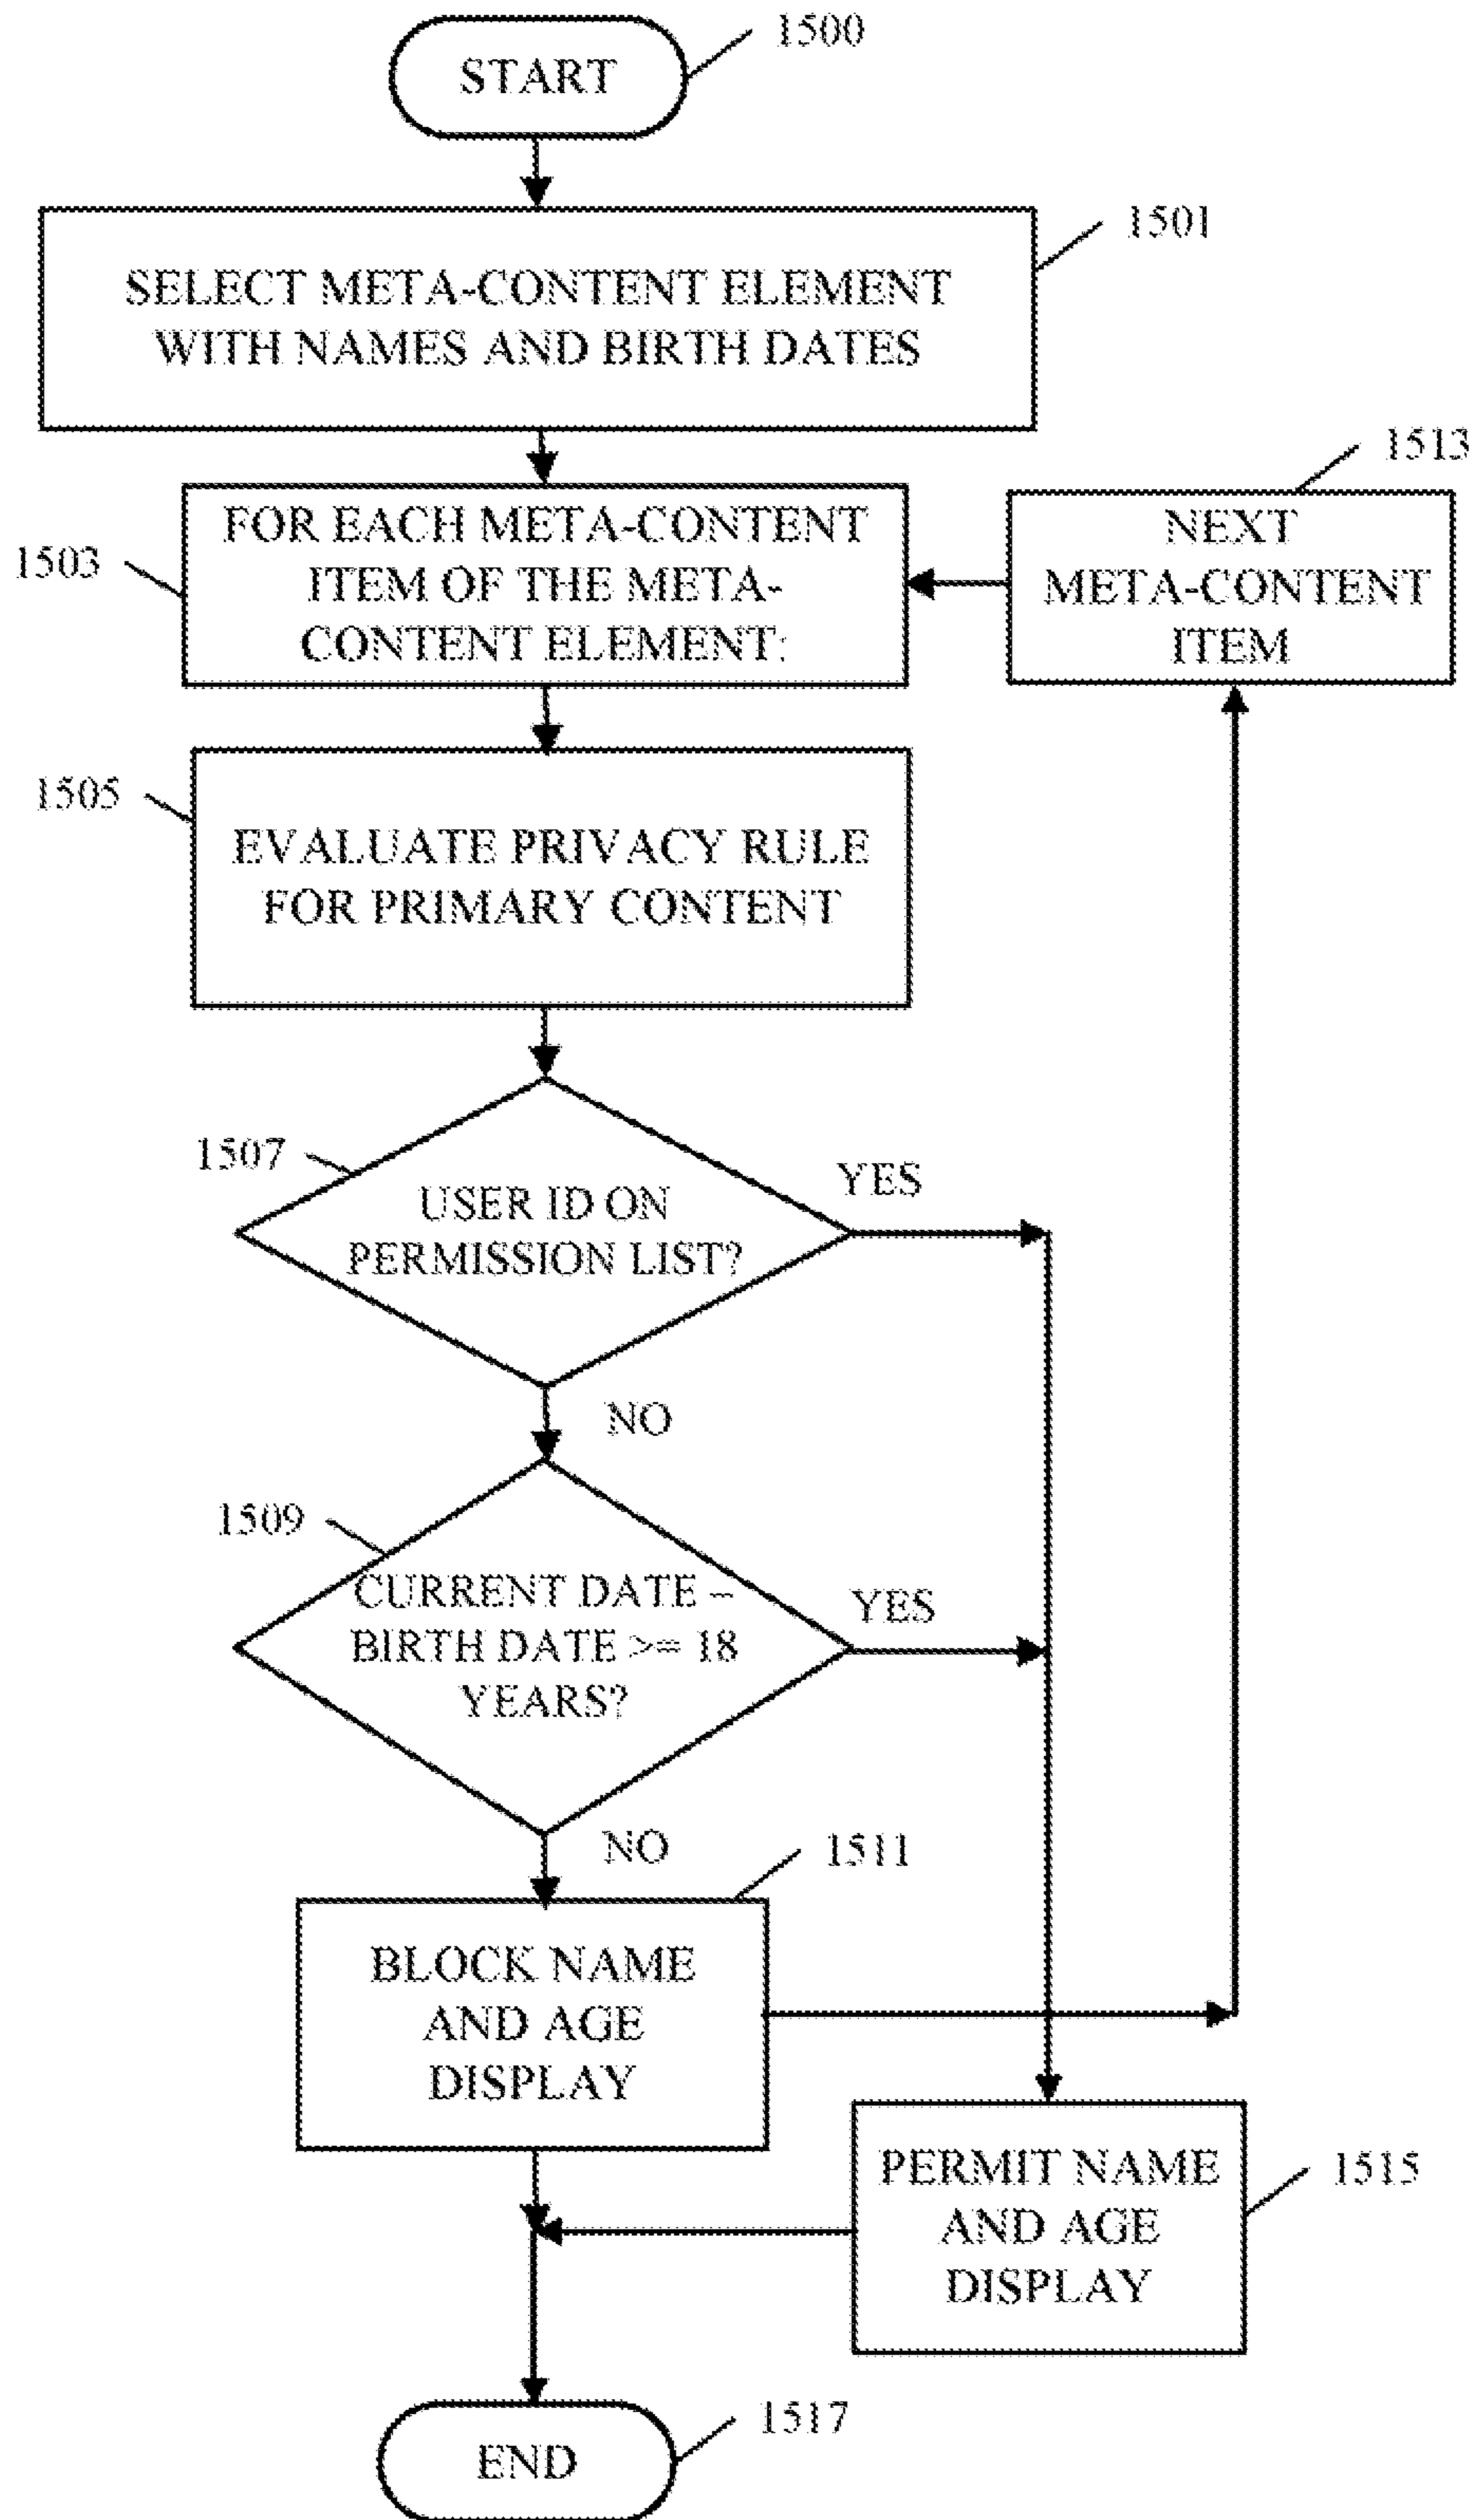 START
1500
1501
SELECT META-CONTENT ELEMENT
WITH NAMES AND BIRTH DATES
1503
FOR EACH META-CONTENT
ITEM OF THE META-
CONTENT ELEMENT:
1513
NEXT
META-CONTENT
ITEM
1505
EVALUATE PRIVACY RULE
FOR PRIMARY CONTENT
1507
USER ID ON
PERMISSION LIST?
YES
NO
1509
CURRENT DATE –
BIRTH DATE >= 18
YEARS?
YES
NO
1511
BLOCK NAME
AND AGE
DISPLAY
PERMIT NAME
AND AGE
DISPLAY
1515
END
1517